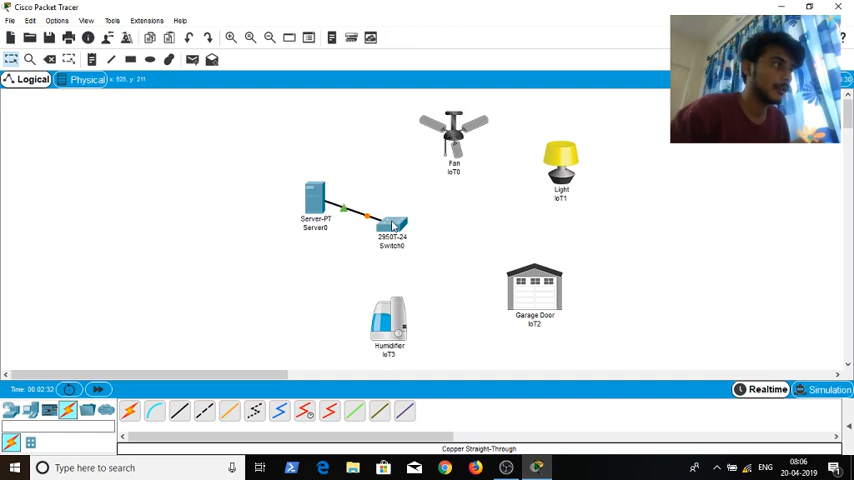 Cisco Packet Tracer
File Edit Options View Tools Extensions Help
?
Logical
Physical
x: 625, y: 211
Fan
IoT0
Light
IoT1
Server-PT
Server0
2950T-24
Switch0
Garage Door
IoT2
Humidifier
IoT3
Time: 00:02:32
Realtime
Simulation
Copper Straight-Through
Type here to search
ENG
08:06
20-04-2019